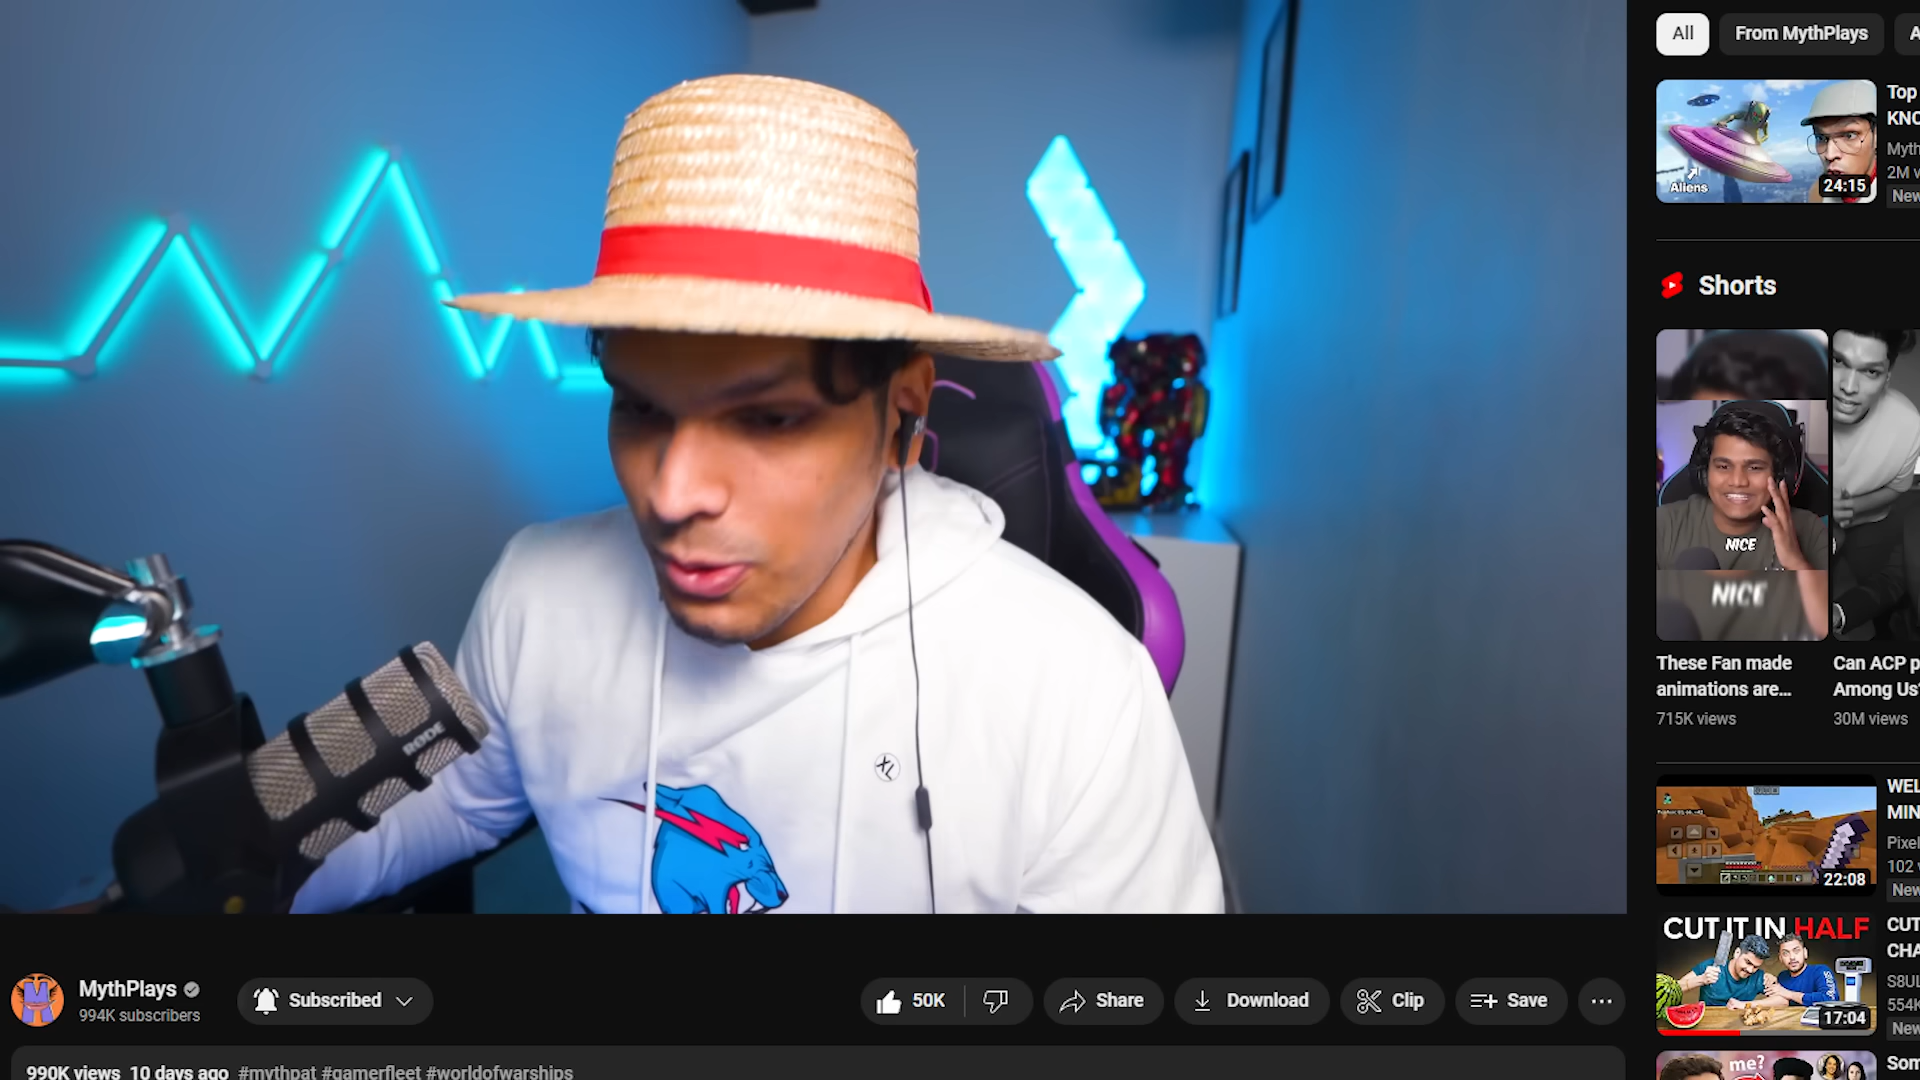 All
From MythPlays
Top
KNO
Myth
2M v
New
24:15
Aliens
Shorts
NICE
NICE
These Fan made
animations are...
715K views
Can ACP p
Among Us'
30M views
RODE
XL
WEL
MIN
Pixel
102 v
New
22:08
CUT IT IN HALF
CUT
CHA
S8UL
554K
New
17:04
me?
Som
MythPlays
994K subscribers
Subscribed
50K
Share
Download
Clip
Save
990K views 10 days ago #mythpat #gamerfleet #worldofwarships